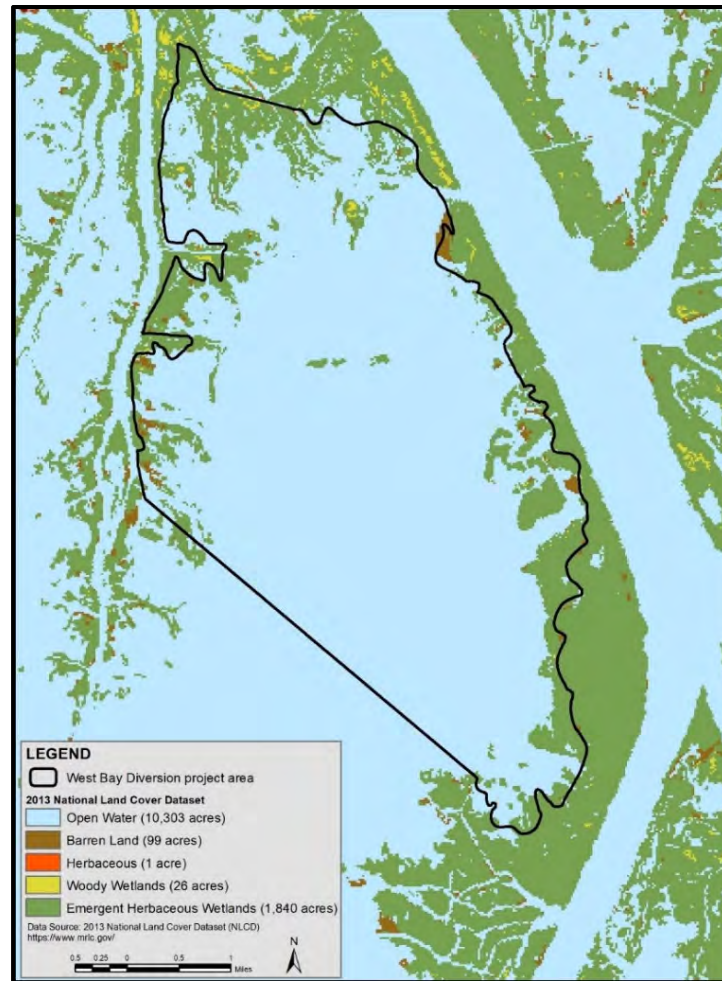 LEGEND
West Bay Diversion project area
2013 National Land Cover Dataset
Open Water (10,303 acres)
Barren Land (99 acres)
Herbaceous (1 acre)
Woody Wetlands (26 acres)
Emergent Herbaceous Wetlands (1,840 acres)
Data Source: 2013 National Land Cover Dataset (NLCD)
https://www.mrlc.gov/
N
0.5 0.25 0 0.5 1
Miles